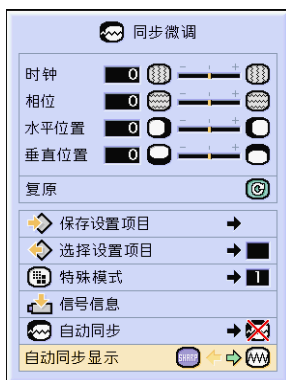 同步微调
时钟 0
相位 0
水平位置 0
垂直位置 0
复原
保存设置项目
选择设置项目
特殊模式 1
信号信息
自动同步
自动同步显示 SHARP